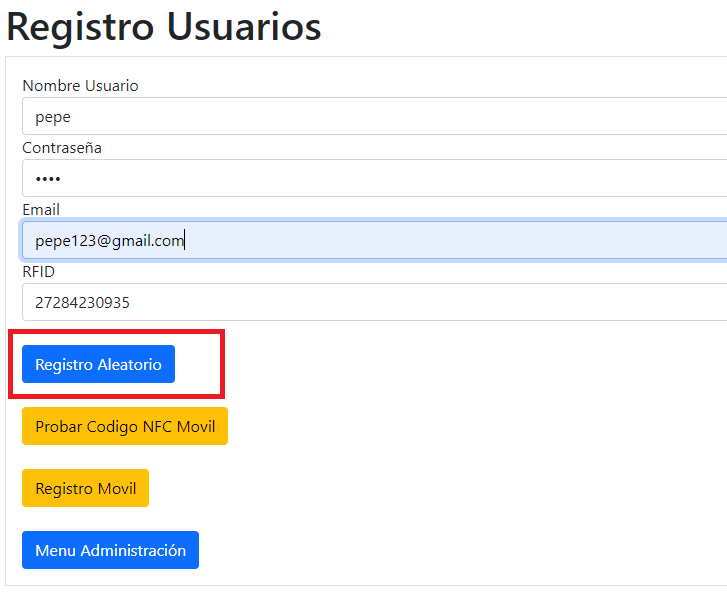 Registro Usuarios
Nombre Usuario
pepe
Contraseña
••••
Email
pepe123@gmail.com
RFID
27284230935
Registro Aleatorio
Probar Codigo NFC Movil
Registro Movil
Menu Administración